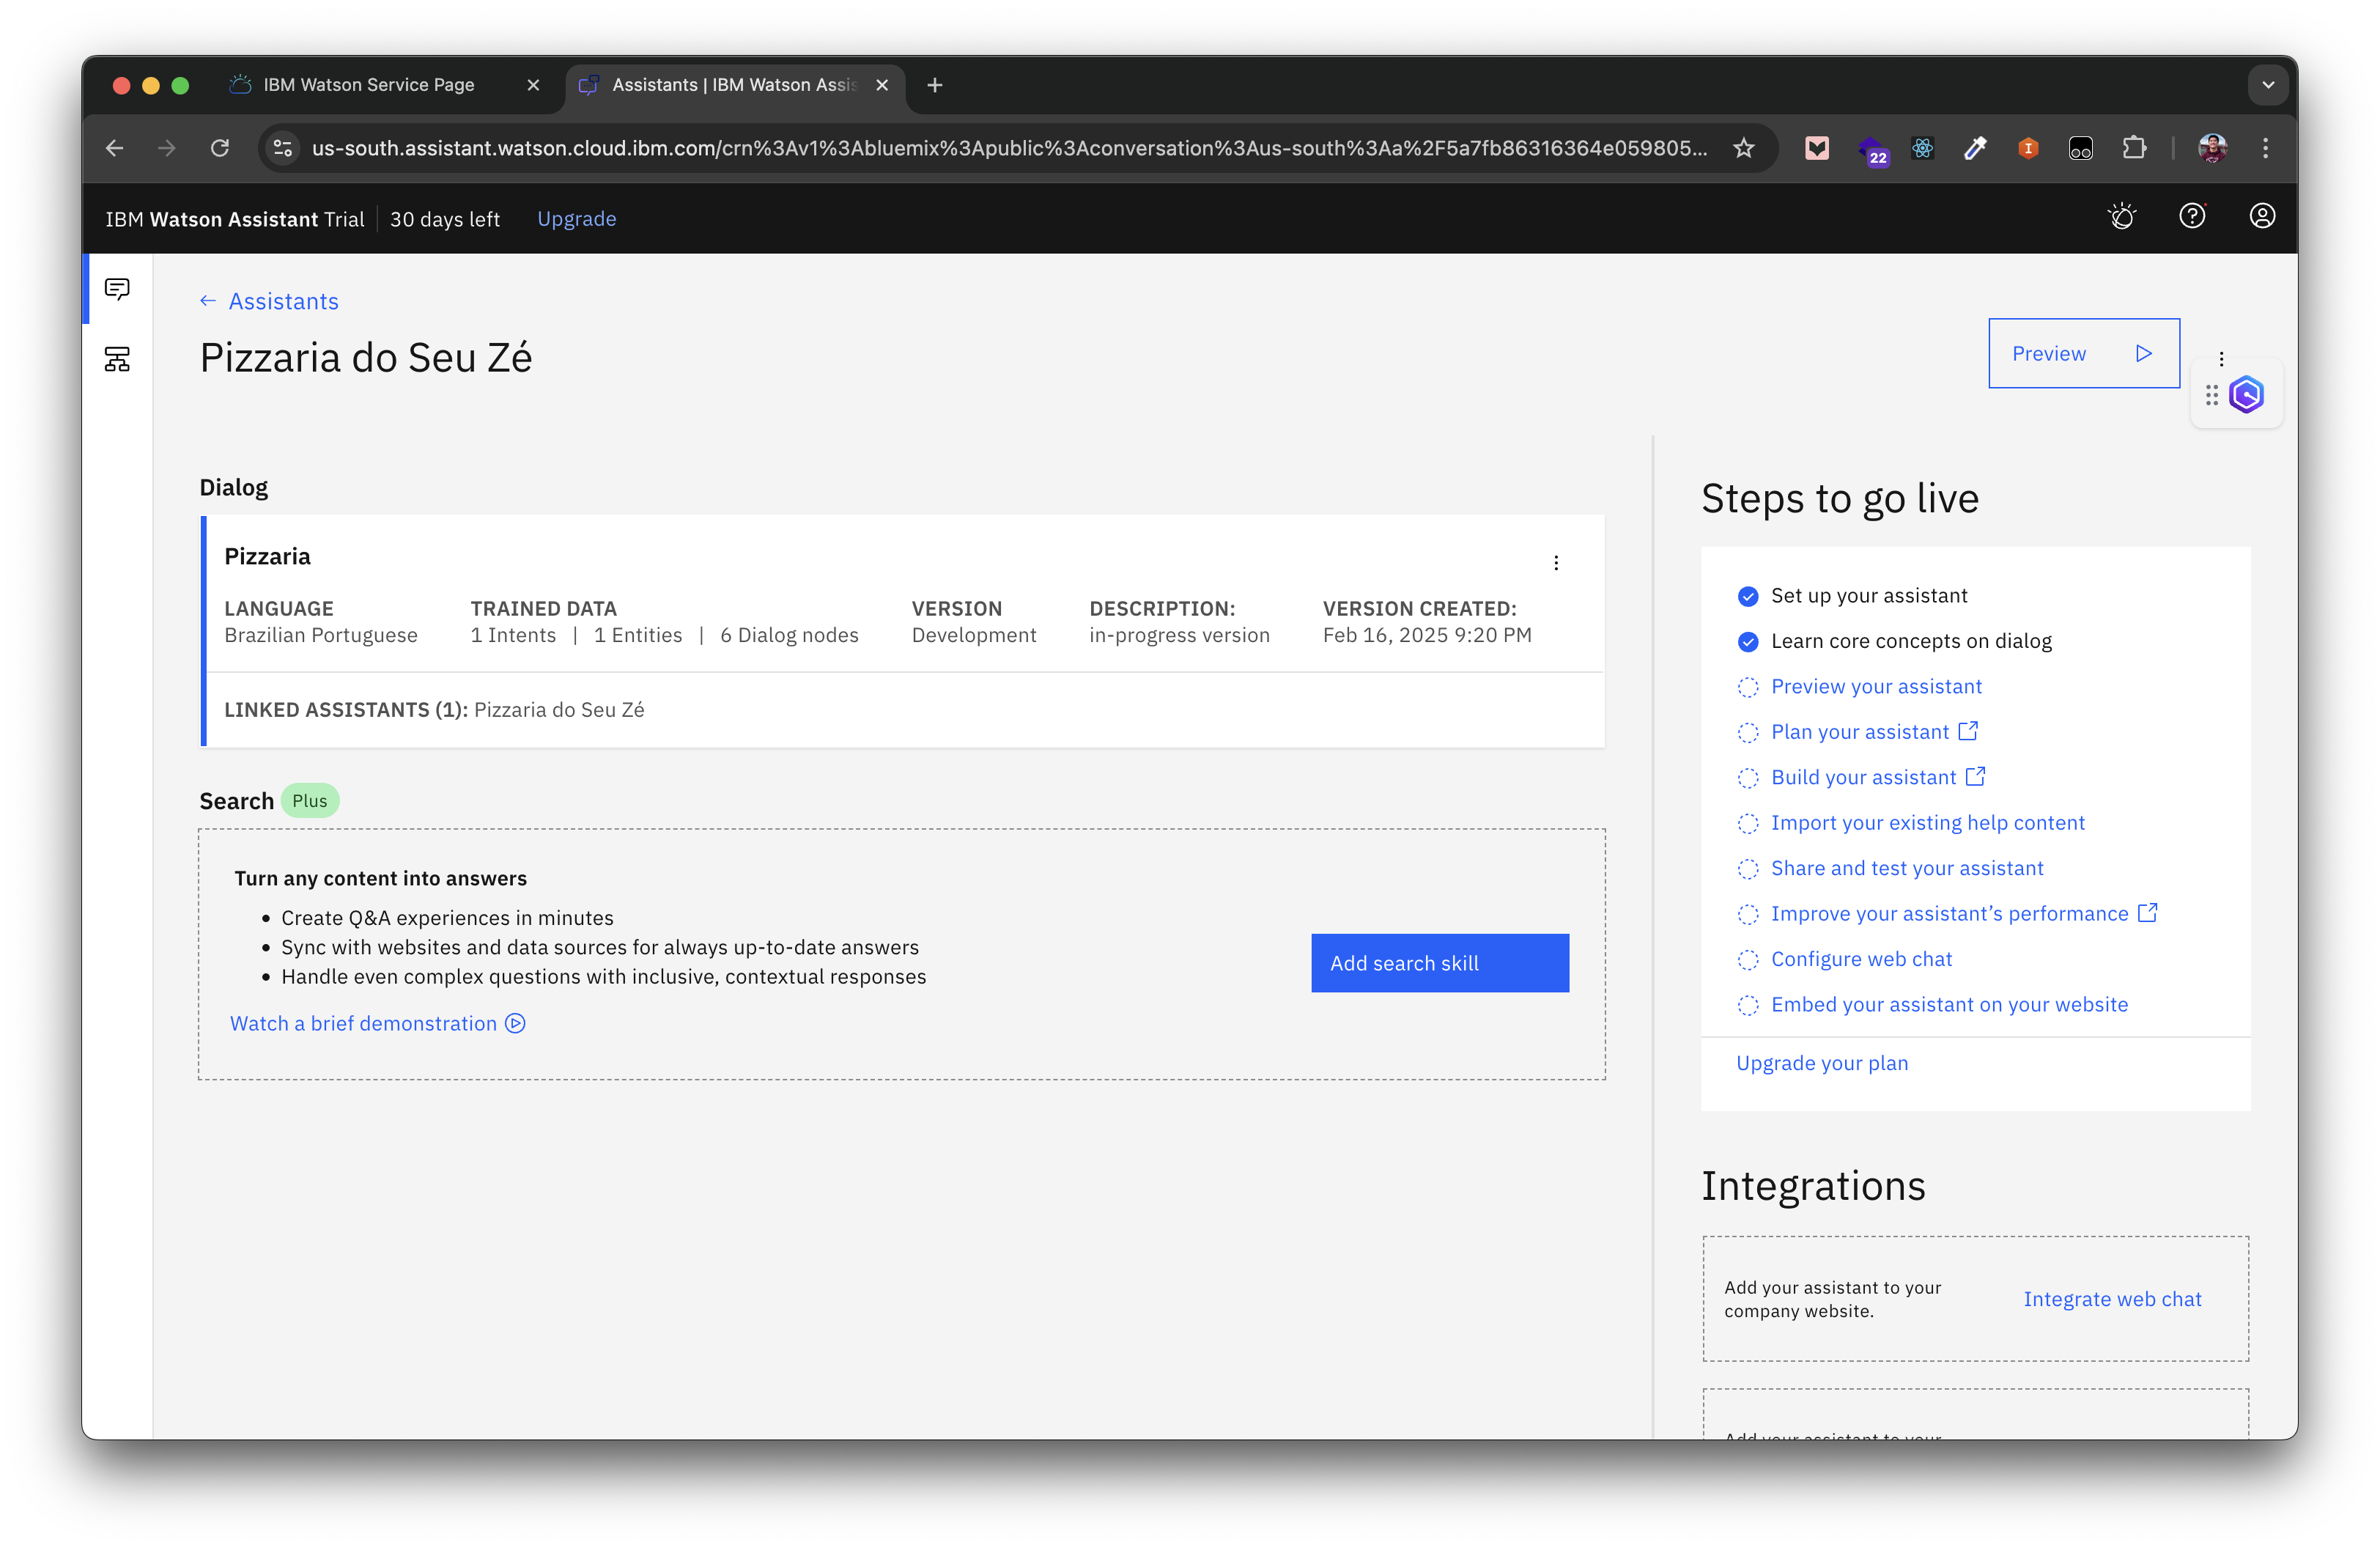 IBM Watson Service Page
Assistants | IBM Watson Assis
us-south.assistant.watson.cloud.ibm.com/crn%3Av1%3Abluemix%3Apublic%3Aconversation%3Aus-south%3Aa%2F5a7fb86316364e059805...
22
IBM Watson Assistant Trial 30 days left Upgrade
← Assistants
Pizzaria do Seu Zé
Preview
Dialog
Pizzaria
LANGUAGE TRAINED DATA VERSION DESCRIPTION: VERSION CREATED:
Brazilian Portuguese 1 Intents | 1 Entities | 6 Dialog nodes Development in-progress version Feb 16, 2025 9:20 PM
LINKED ASSISTANTS (1): Pizzaria do Seu Zé
Search Plus
Turn any content into answers
• Create Q&A experiences in minutes
• Sync with websites and data sources for always up-to-date answers
• Handle even complex questions with inclusive, contextual responses
Add search skill
Watch a brief demonstration
Steps to go live
Set up your assistant
Learn core concepts on dialog
Preview your assistant
Plan your assistant
Build your assistant
Import your existing help content
Share and test your assistant
Improve your assistant’s performance
Configure web chat
Embed your assistant on your website
Upgrade your plan
Integrations
Add your assistant to your
company website.
Integrate web chat
Add your assistant to your